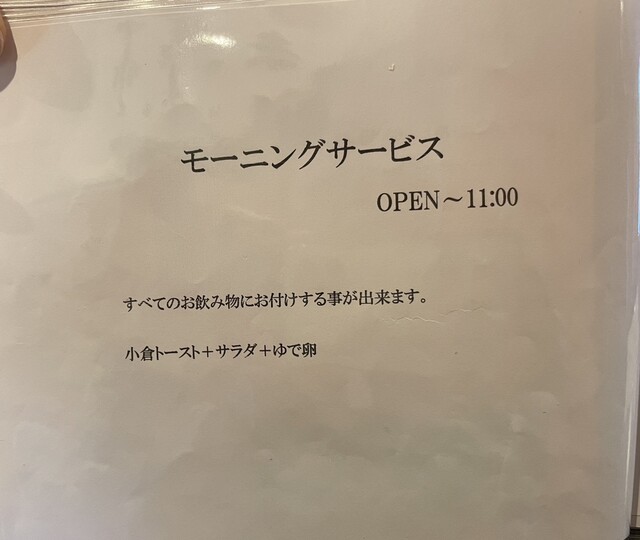 モーニングサービス
OPEN～11:00
すべてのお飲み物にお付けする事が出来ます。
小倉トースト＋サラダ＋ゆで卵